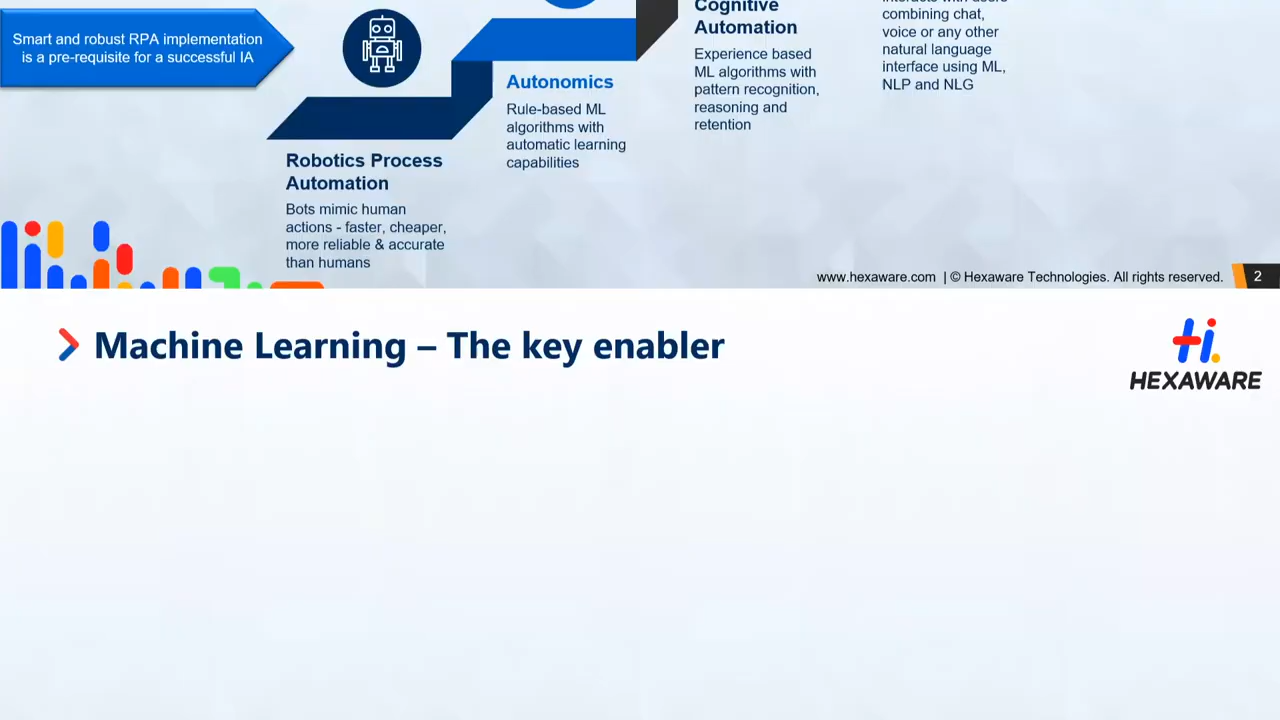 Smart and robust RPA implementation
is a pre-requisite for a successful IA
Robotics Process
Automation
Bots mimic human
actions - faster, cheaper,
more reliable & accurate
than humans
Autonomics
Rule-based ML
algorithms with
automatic learning
capabilities
Cognitive
Automation
Experience based
ML algorithms with
pattern recognition,
reasoning and
retention
combining chat,
voice or any other
natural language
interface using ML,
NLP and NLG
www.hexaware.com | © Hexaware Technologies. All rights reserved.
2
Machine Learning – The key enabler
HEXAWARE